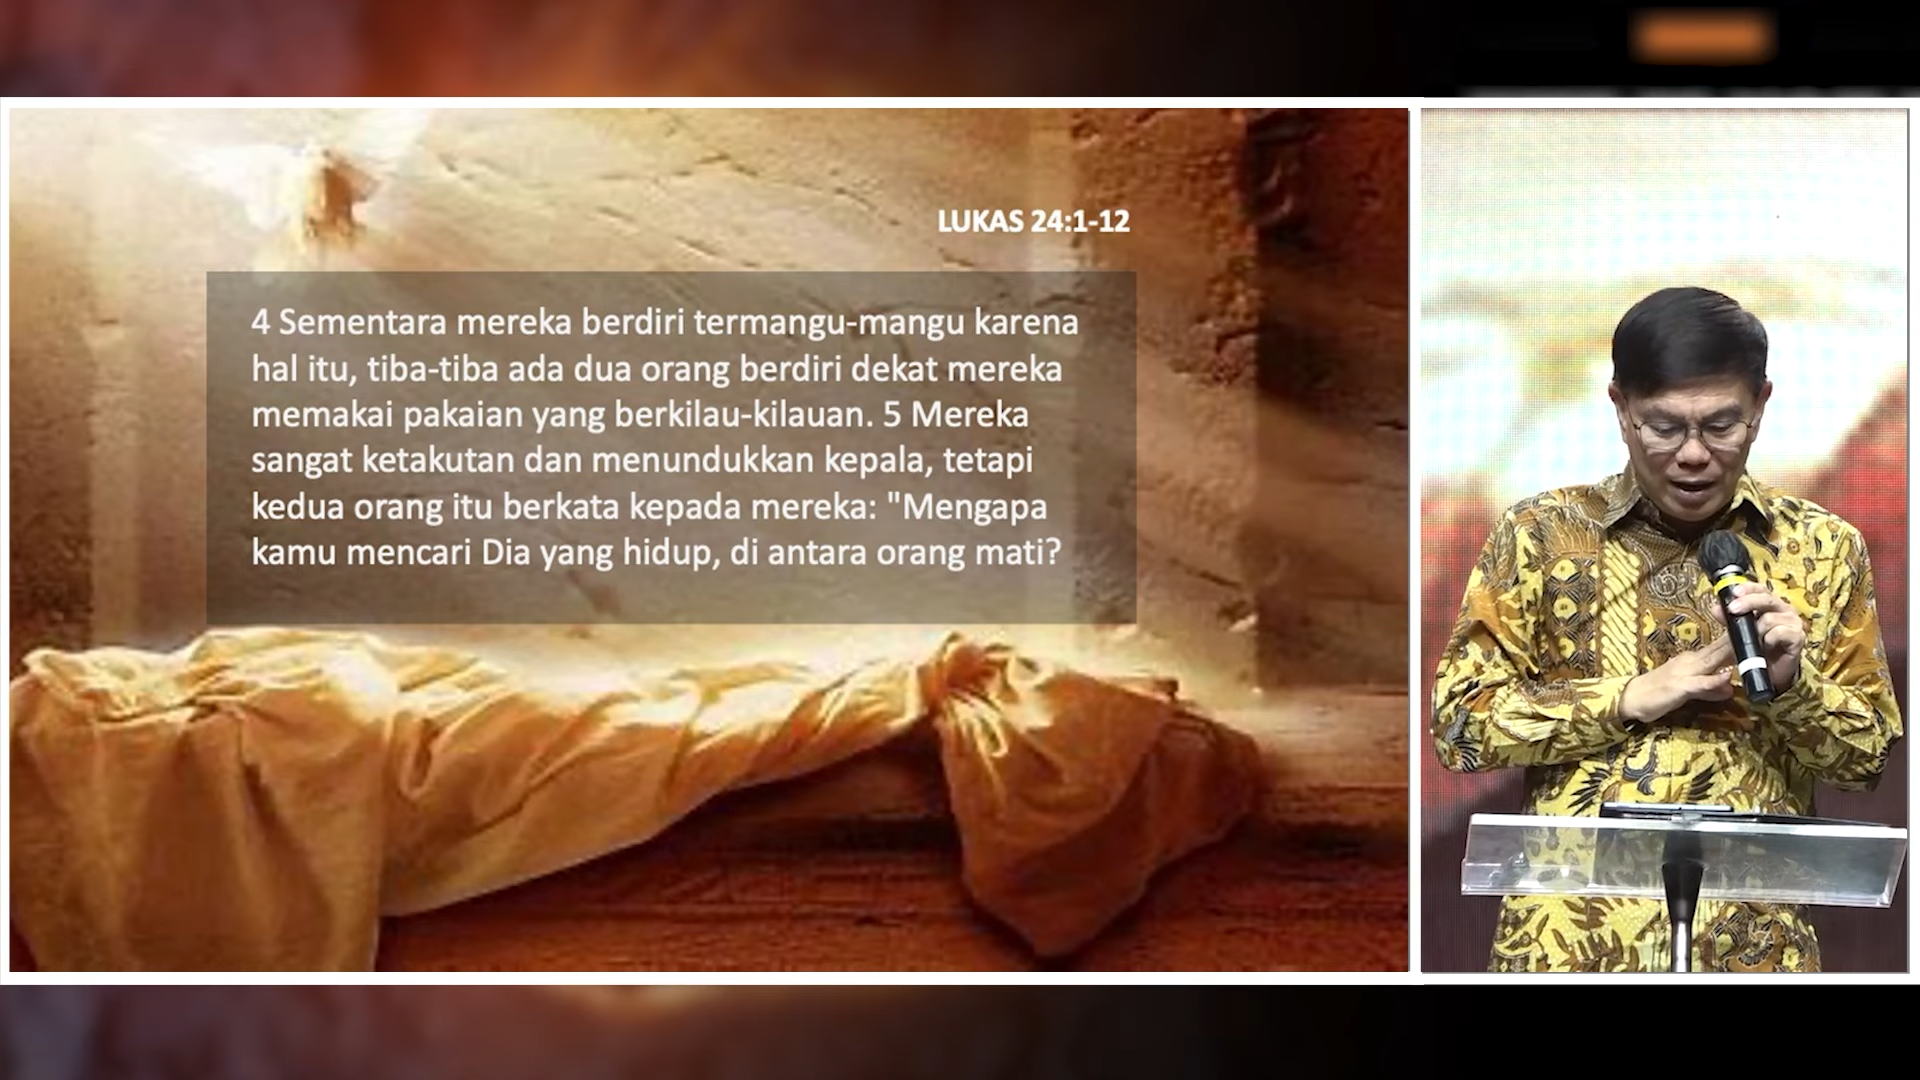 LUKAS 24:1-12
4 Sementara mereka berdiri termangu-mangu karena
hal itu, tiba-tiba ada dua orang berdiri dekat mereka
memakai pakaian yang berkilau-kilauan. 5 Mereka
sangat ketakutan dan menundukkan kepala, tetapi
kedua orang itu berkata kepada mereka: "Mengapa
kamu mencari Dia yang hidup, di antara orang mati?